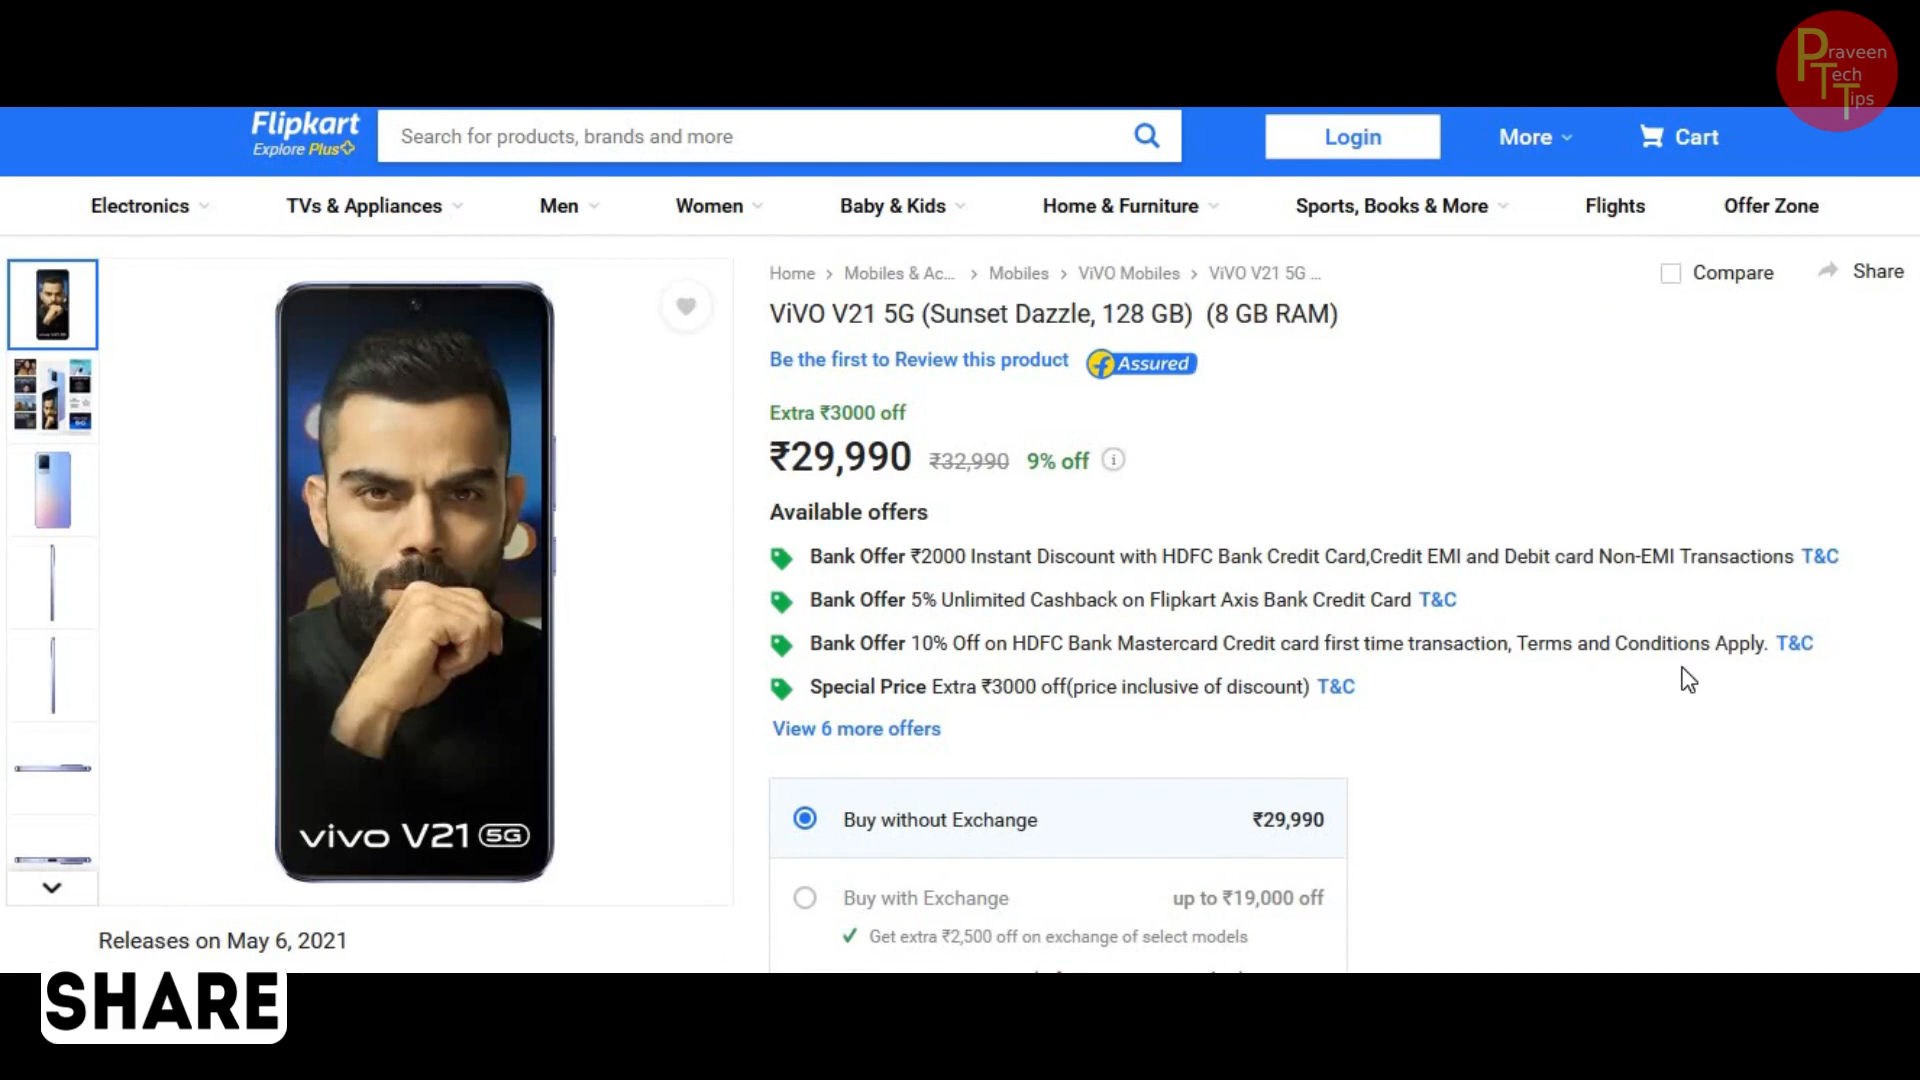 Praveen
Tech
Tips
Flipkart
Explore Plus
Search for products, brands and more
Login
More
Cart
Electronics
TVs & Appliances
Men
Women
Baby & Kids
Home & Furniture
Sports, Books & More
Flights
Offer Zone
Home > Mobiles & Ac... > Mobiles > ViVO Mobiles > ViVO V21 5G ...
Compare
Share
ViVO V21 5G (Sunset Dazzle, 128 GB) (8 GB RAM)
Be the first to Review this product
Assured
Extra ₹3000 off
₹29,990 ₹32,990 9% off
Available offers
Bank Offer ₹2000 Instant Discount with HDFC Bank Credit Card,Credit EMI and Debit card Non-EMI Transactions T&C
Bank Offer 5% Unlimited Cashback on Flipkart Axis Bank Credit Card T&C
Bank Offer 10% Off on HDFC Bank Mastercard Credit card first time transaction, Terms and Conditions Apply. T&C
Special Price Extra ₹3000 off(price inclusive of discount) T&C
View 6 more offers
Buy without Exchange ₹29,990
Buy with Exchange up to ₹19,000 off
Get extra ₹2,500 off on exchange of select models
vivo V21 5G
Releases on May 6, 2021
SHARE